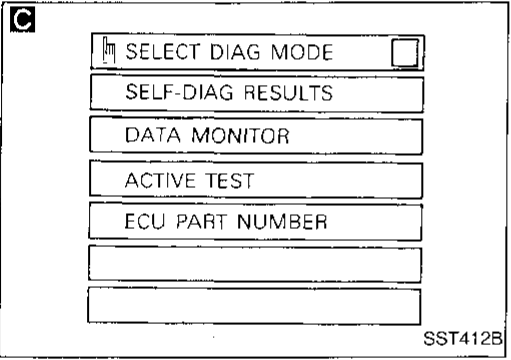 C
SELECT DIAG MODE
SELF-DIAG RESULTS
DATA MONITOR
ACTIVE TEST
ECU PART NUMBER
SST412B